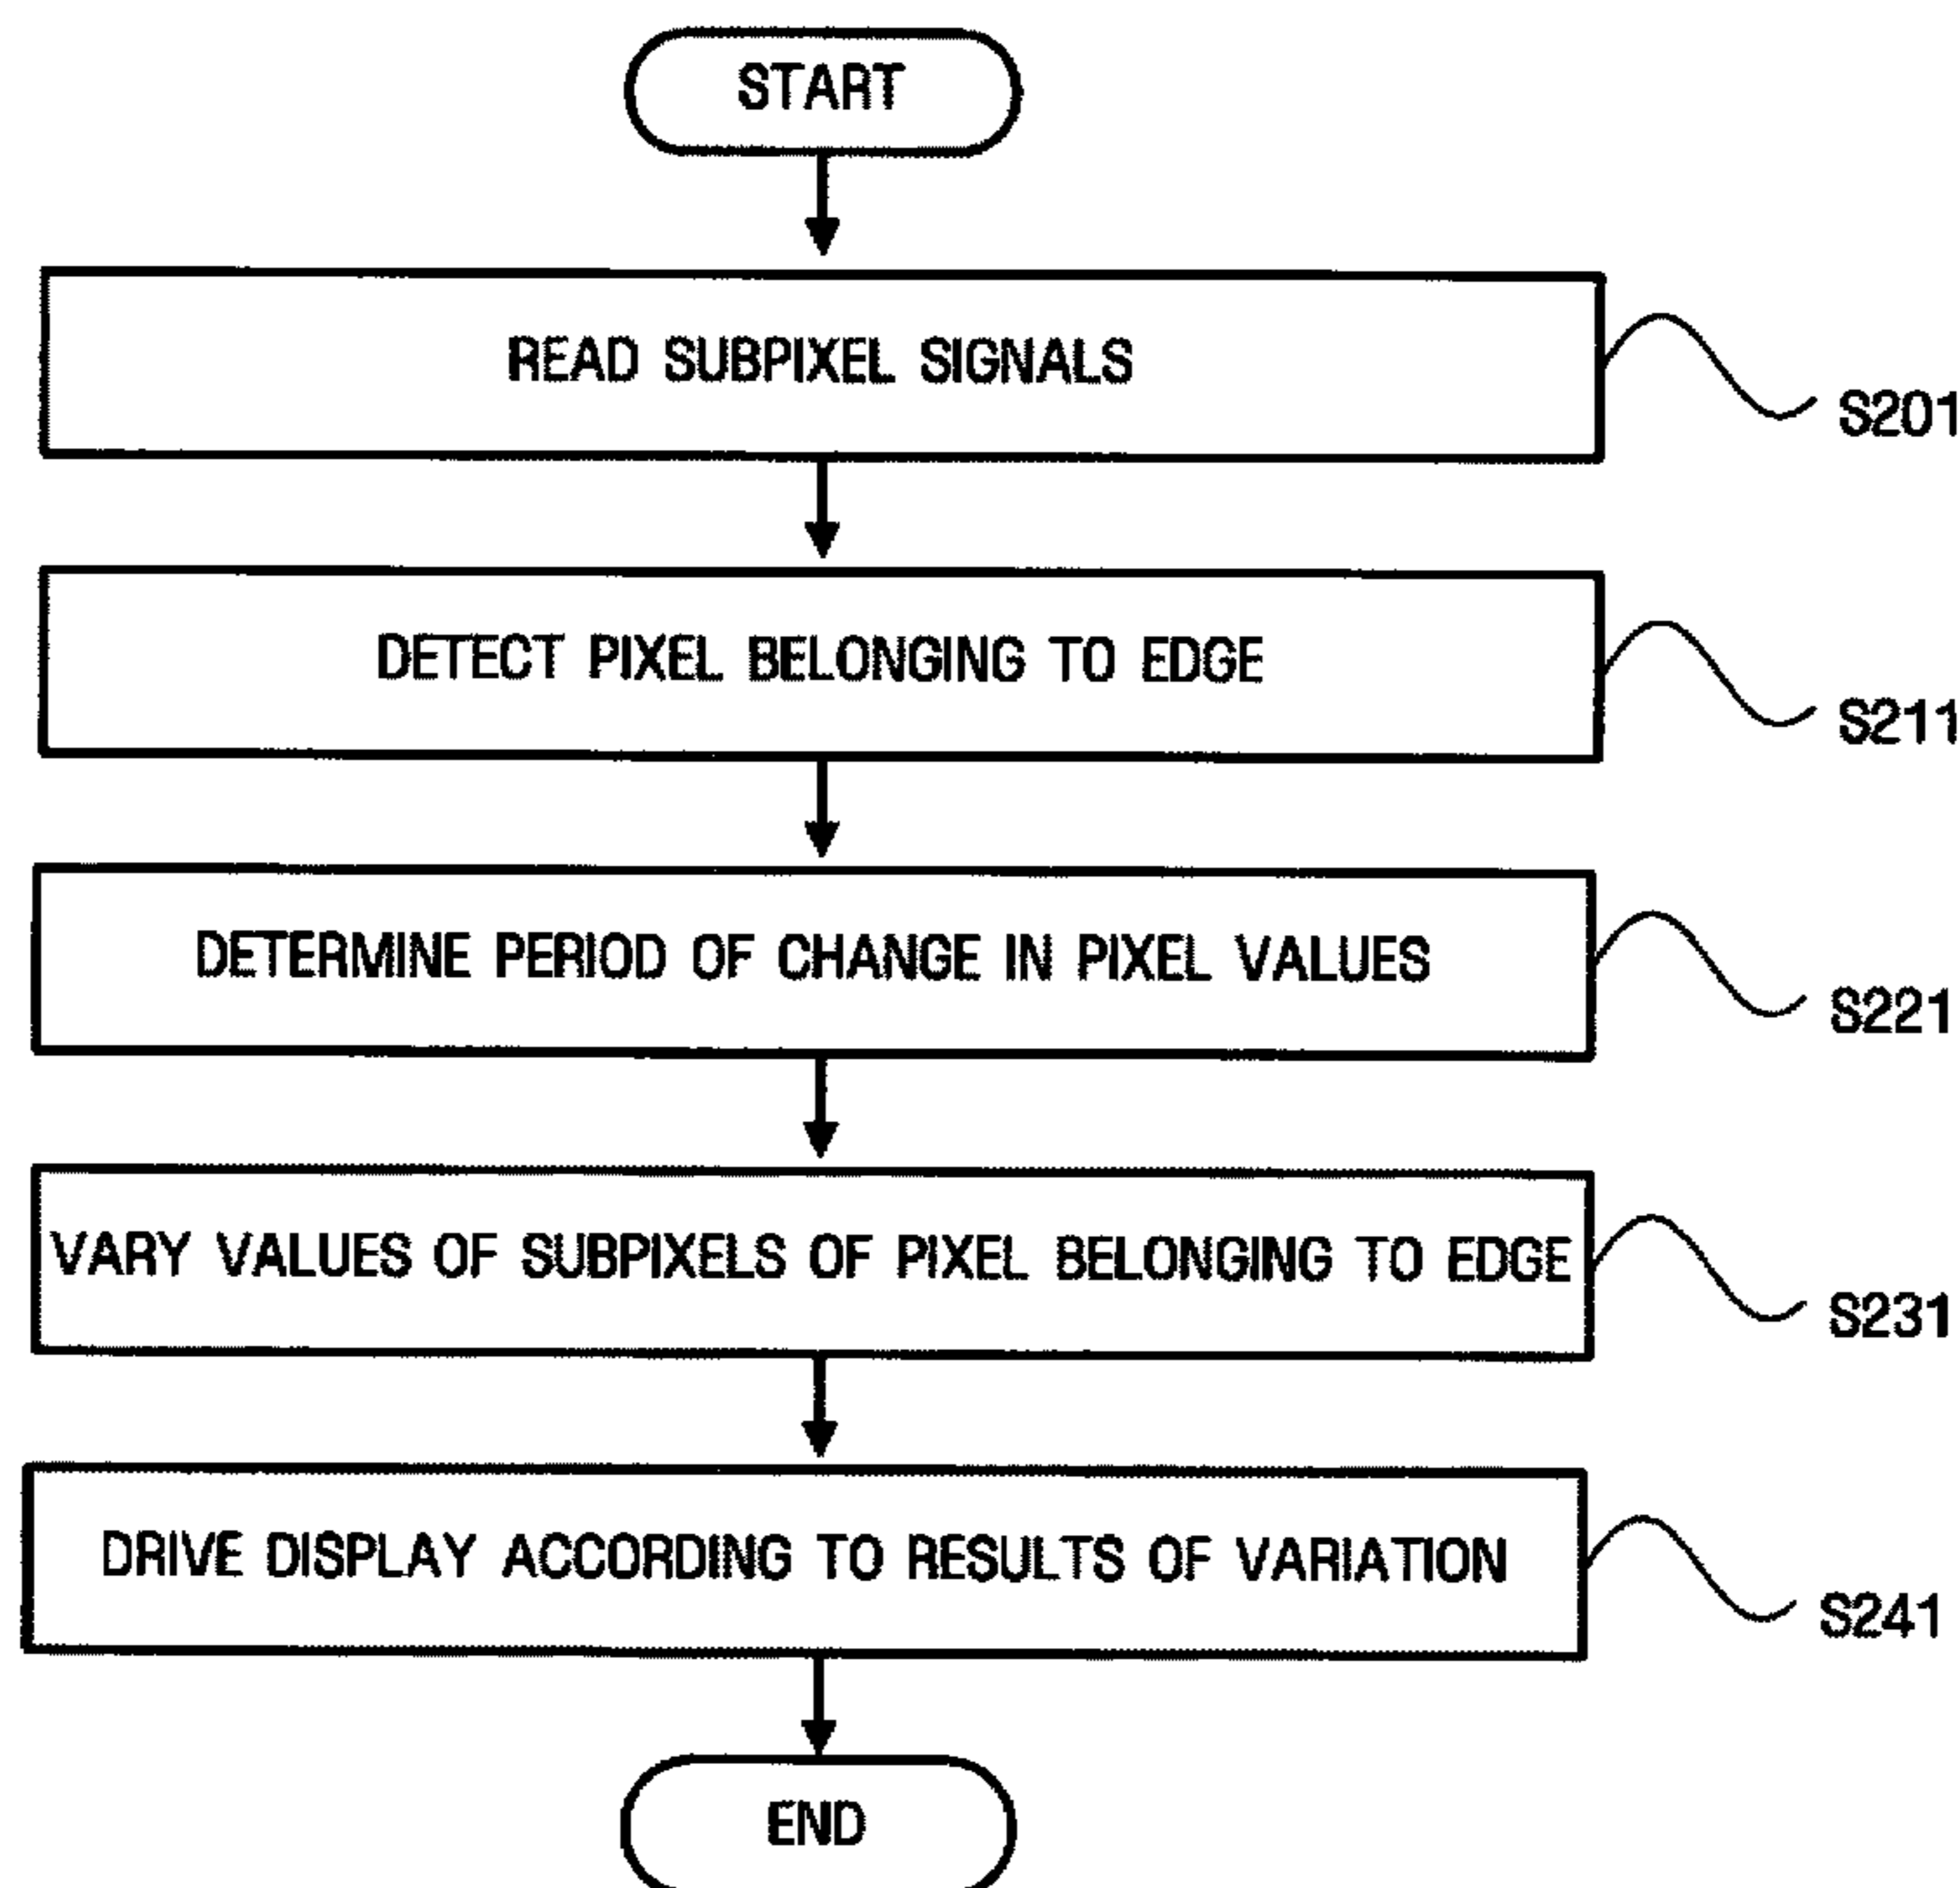 START
READ SUBPIXEL SIGNALS
S201
DETECT PIXEL BELONGING TO EDGE
S211
DETERMINE PERIOD OF CHANGE IN PIXEL VALUES
S221
VARY VALUES OF SUBPIXELS OF PIXEL BELONGING TO EDGE
S231
DRIVE DISPLAY ACCORDING TO RESULTS OF VARIATION
S241
END